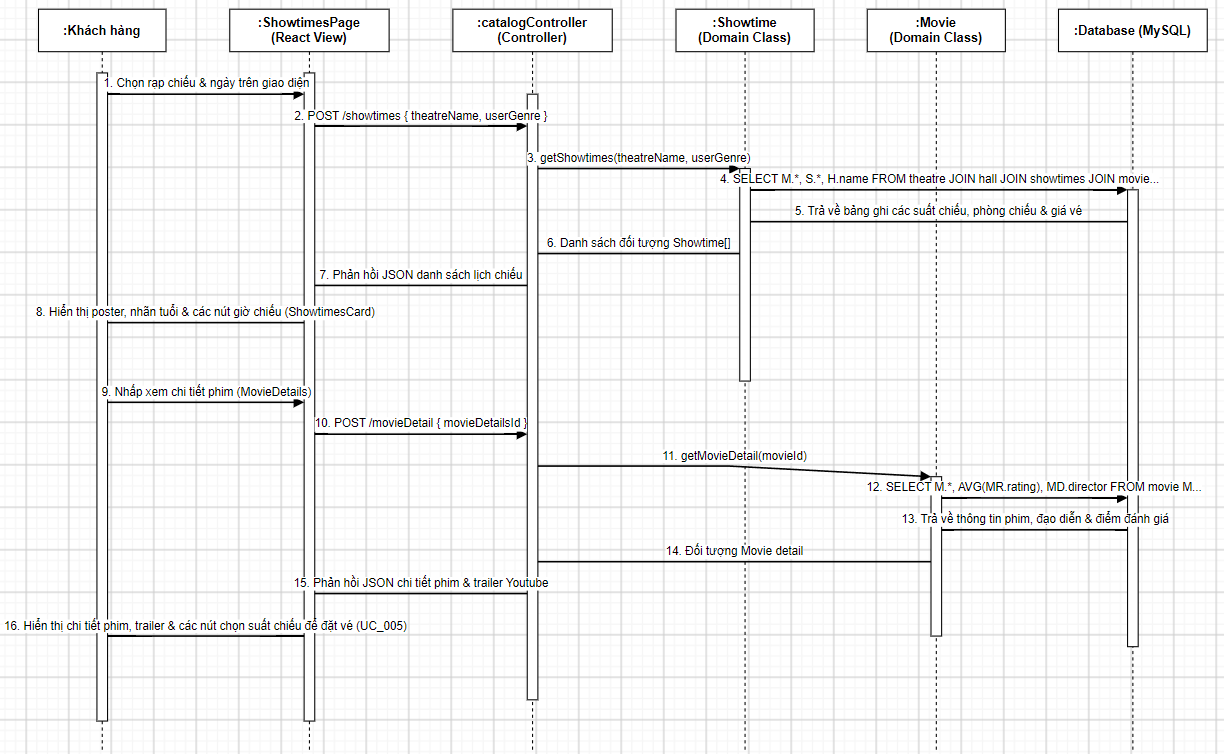 :Khách hàng
:ShowtimesPage
(React View)
:catalogController
(Controller)
:Showtime
(Domain Class)
:Movie
(Domain Class)
:Database (MySQL)
1. Chọn rạp chiếu & ngày trên giao diện
2. POST /showtimes { theatreName, userGenre }
3. getShowtimes(theatreName, userGenre)
4. SELECT M.*, S.*, H.name FROM theatre JOIN hall JOIN showtimes JOIN movie...
5. Trả về bảng ghi các suất chiếu, phòng chiếu & giá vé
6. Danh sách đối tượng Showtime[]
7. Phản hồi JSON danh sách lịch chiếu
8. Hiển thị poster, nhãn tuổi & các nút giờ chiếu (ShowtimesCard)
9. Nhấp xem chi tiết phim (MovieDetails)
10. POST /movieDetail { movieDetailsId }
11. getMovieDetail(movieId)
12. SELECT M.*, AVG(MR.rating), MD.director FROM movie M...
13. Trả về thông tin phim, đạo diễn & điểm đánh giá
14. Đối tượng Movie detail
15. Phản hồi JSON chi tiết phim & trailer Youtube
16. Hiển thị chi tiết phim, trailer & các nút chọn suất chiếu để đặt vé (UC_005)